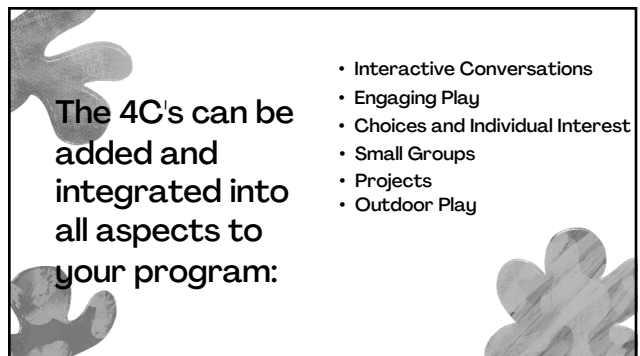 The 4C's can be
added and
integrated into
all aspects to
your program:
• Interactive Conversations
• Engaging Play
• Choices and Individual Interest
• Small Groups
• Projects
• Outdoor Play